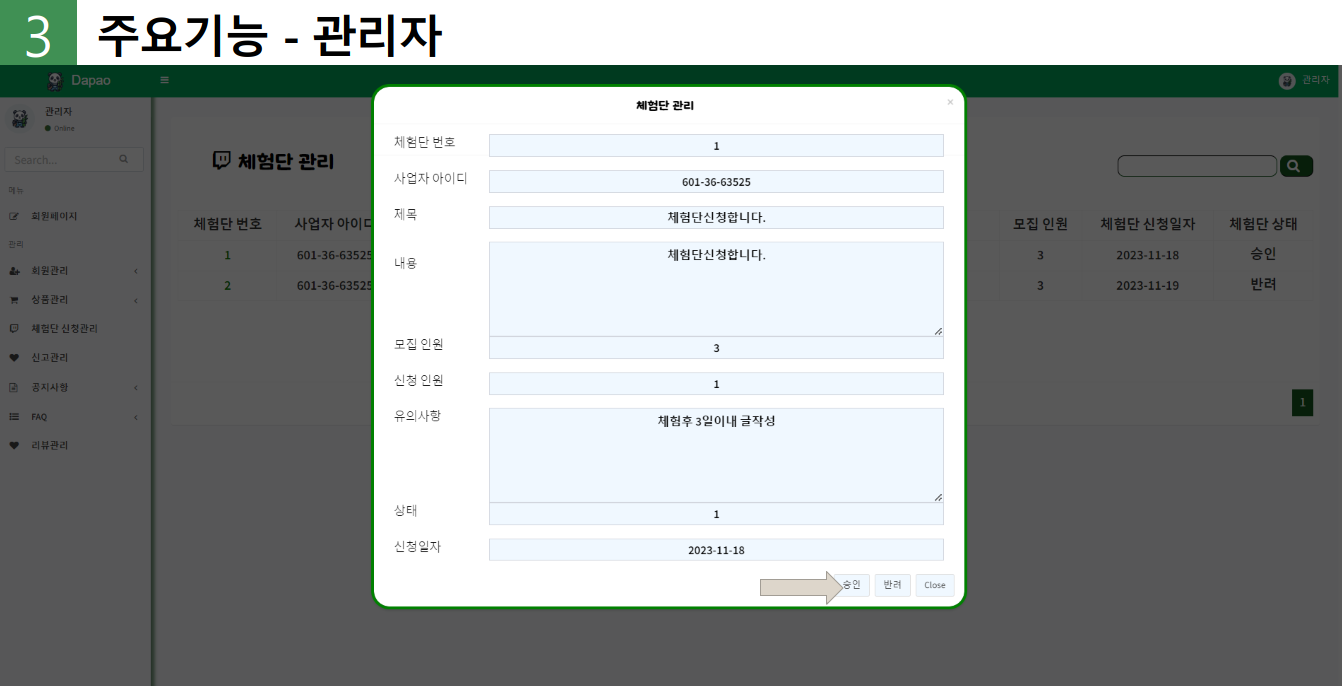 3 주요기능 - 관리자
Dapao
관리자
관리자
Online
Search...
메뉴
회원페이지
관리
회원관리
상품관리
체험단 신청관리
신고관리
공지사항
FAQ
리뷰관리
체험단 관리
체험단 번호 사업자 아이디 모집 인원 체험단 신청일자 체험단 상태
1 601-36-63525 3 2023-11-18 승인
2 601-36-63525 3 2023-11-19 반려
1
체험단 관리 ×
체험단 번호 1
사업자 아이디 601-36-63525
제목 체험단신청합니다.
내용 체험단신청합니다.
모집 인원 3
신청 인원 1
유의사항 체험후 3일이내 글작성
상태 1
신청일자 2023-11-18
승인 반려 Close